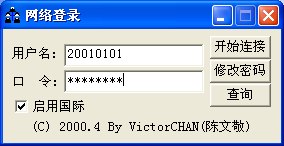 网络登录
用户名: 20010101
开始连接
口　令: ********
修改密码
查询
启用国际
(C) 2000.4 By VictorCHAN(陈文敬)